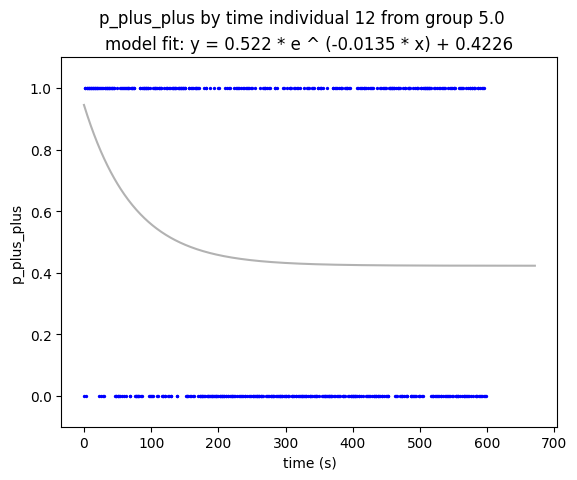 p_plus_plus by time individual 12 from group 5.0
model fit: y = 0.522 * e ^ (-0.0135 * x) + 0.4226
1.0
0.8
0.6
0.4
0.2
0.0
p_plus_plus
0 100 200 300 400 500 600 700
time (s)